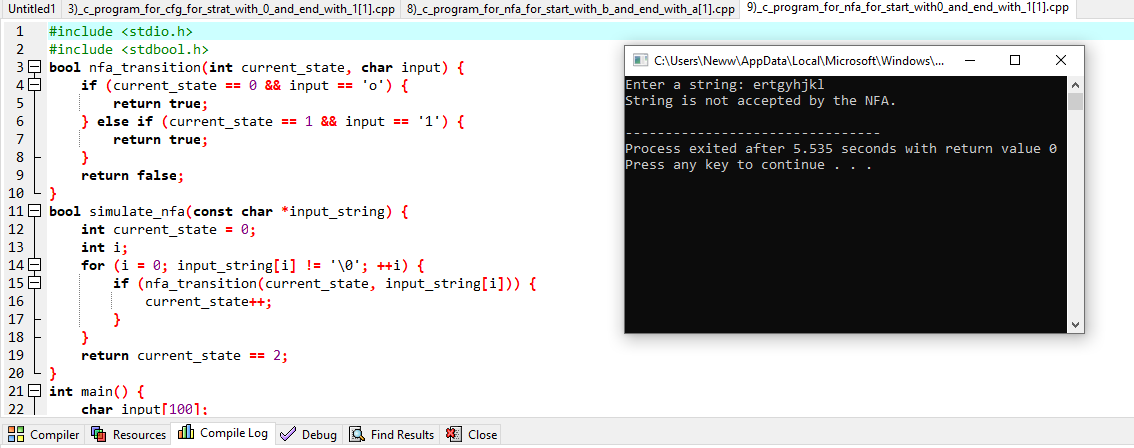 Untitled1 3)_c_program_for_cfg_for_strat_with_0_and_end_with_1[1].cpp 8)_c_program_for_nfa_for_start_with_b_and_end_with_a[1].cpp 9)_c_program_for_nfa_for_start_with0_and_end_with_1[1].cpp
1 #include <stdio.h>
2 #include <stdbool.h>
3 bool nfa_transition(int current_state, char input) {
4 if (current_state == 0 && input == 'o') {
5 return true;
6 } else if (current_state == 1 && input == '1') {
7 return true;
8 }
9 return false;
10 }
11 bool simulate_nfa(const char *input_string) {
12 int current_state = 0;
13 int i;
14 for (i = 0; input_string[i] != '\0'; ++i) {
15 if (nfa_transition(current_state, input_string[i])) {
16 current_state++;
17 }
18 }
19 return current_state == 2;
20 }
21 int main() {
22 char input[100];
C:\Users\Neww\AppData\Local\Microsoft\Windows\...
Enter a string: ertgyhjkl
String is not accepted by the NFA.
--------------------------------
Process exited after 5.535 seconds with return value 0
Press any key to continue . . .
Compiler Resources Compile Log Debug Find Results Close